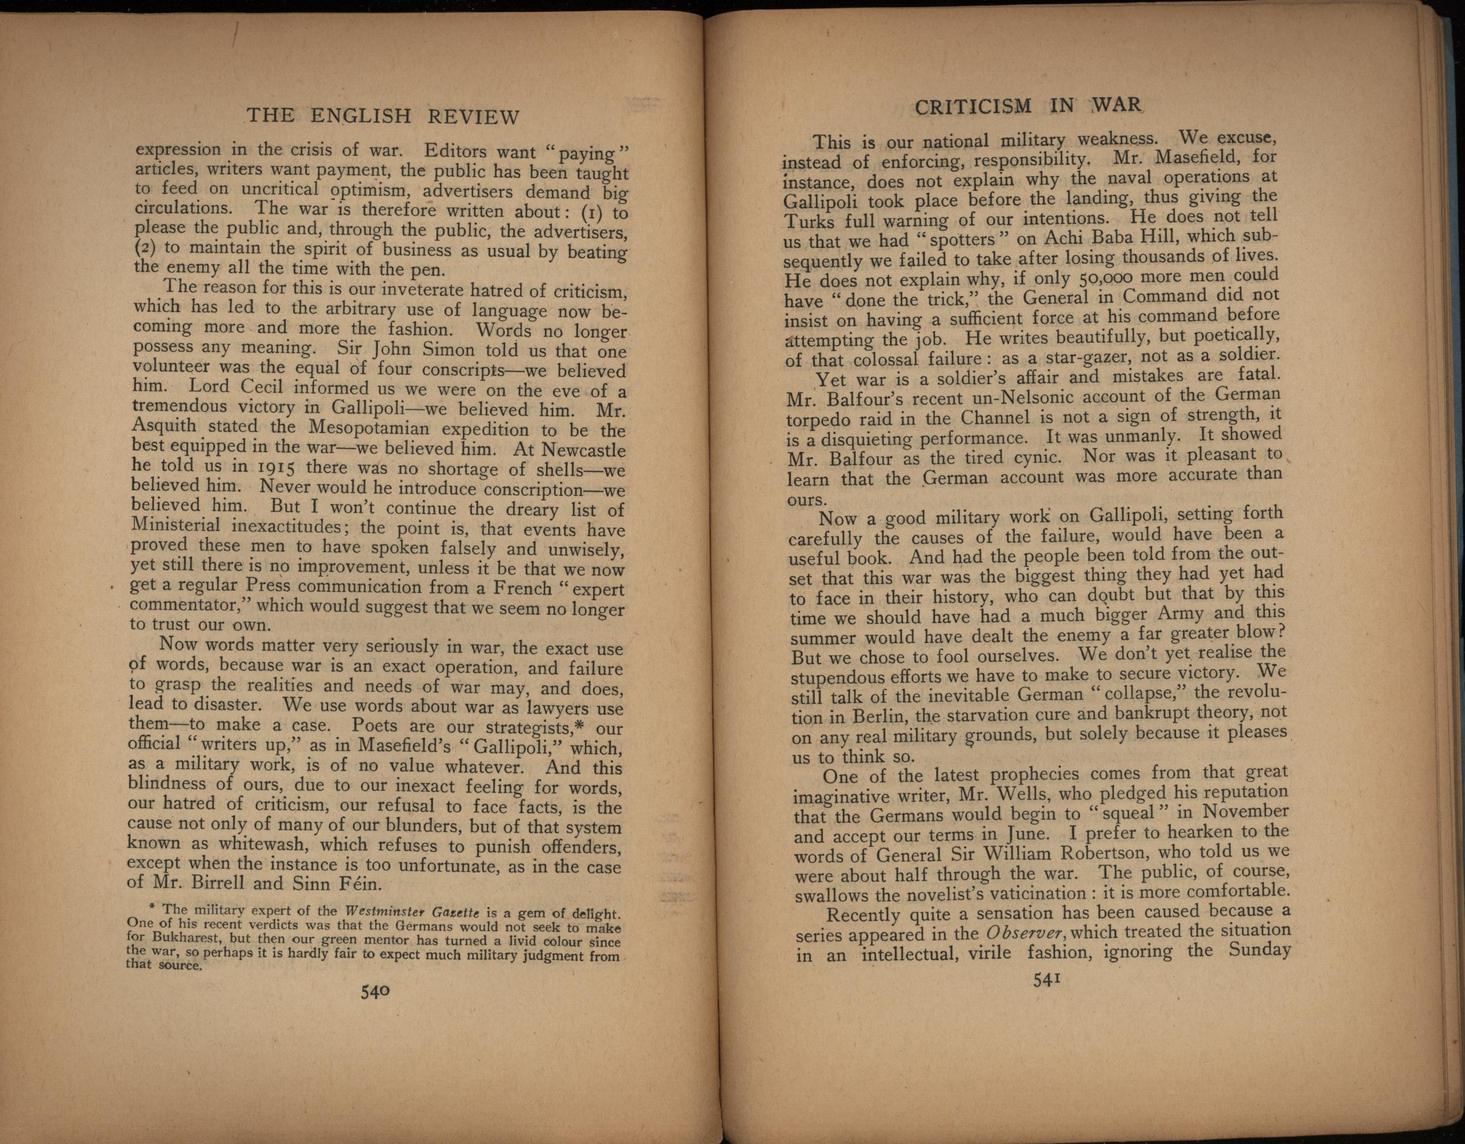 THE ENGLISH REVIEW
expression in the crisis of war. Editors want “paying”
articles, writers want payment, the public has been taught
to feed on uncritical optimism, advertisers demand big
circulations. The war is therefore written about: (1) to
please the public and, through the public, the advertisers,
(2) to maintain the spirit of business as usual by beating
the enemy all the time with the pen.
The reason for this is our inveterate hatred of criticism,
which has led to the arbitrary use of language now be-
coming more and more the fashion. Words no longer
possess any meaning. Sir John Simon told us that one
volunteer was the equal of four conscripts—we believed
him. Lord Cecil informed us we were on the eve of a
tremendous victory in Gallipoli—we believed him. Mr.
Asquith stated the Mesopotamian expedition to be the
best equipped in the war—we believed him. At Newcastle
he told us in 1915 there was no shortage of shells—we
believed him. Never would he introduce conscription—we
believed him. But I won’t continue the dreary list of
Ministerial inexactitudes; the point is, that events have
proved these men to have spoken falsely and unwisely,
yet still there is no improvement, unless it be that we now
get a regular Press communication from a French “expert
commentator,” which would suggest that we seem no longer
to trust our own.
Now words matter very seriously in war, the exact use
of words, because war is an exact operation, and failure
to grasp the realities and needs of war may, and does,
lead to disaster. We use words about war as lawyers use
them—to make a case. Poets are our strategists,* our
official “writers up,” as in Masefield’s “Gallipoli,” which,
as a military work, is of no value whatever. And this
blindness of ours, due to our inexact feeling for words,
our hatred of criticism, our refusal to face facts, is the
cause not only of many of our blunders, but of that system
known as whitewash, which refuses to punish offenders,
except when the instance is too unfortunate, as in the case
of Mr. Birrell and Sinn Féin.
* The military expert of the Westminster Gazette is a gem of delight.
One of his recent verdicts was that the Germans would not seek to make
for Bukharest, but then our green mentor has turned a livid colour since
the war, so perhaps it is hardly fair to expect much military judgment from
that source.
540
CRITICISM IN WAR
This is our national military weakness. We excuse,
instead of enforcing, responsibility. Mr. Masefield, for
instance, does not explain why the naval operations at
Gallipoli took place before the landing, thus giving the
Turks full warning of our intentions. He does not tell
us that we had “spotters” on Achi Baba Hill, which sub-
sequently we failed to take after losing thousands of lives.
He does not explain why, if only 50,000 more men could
have “done the trick,” the General in Command did not
insist on having a sufficient force at his command before
attempting the job. He writes beautifully, but poetically,
of that colossal failure: as a star-gazer, not as a soldier.
Yet war is a soldier’s affair and mistakes are fatal.
Mr. Balfour’s recent un-Nelsonic account of the German
torpedo raid in the Channel is not a sign of strength, it
is a disquieting performance. It was unmanly. It showed
Mr. Balfour as the tired cynic. Nor was it pleasant to
learn that the German account was more accurate than
ours.
Now a good military work on Gallipoli, setting forth
carefully the causes of the failure, would have been a
useful book. And had the people been told from the out-
set that this war was the biggest thing they had yet had
to face in their history, who can doubt but that by this
time we should have had a much bigger Army and this
summer would have dealt the enemy a far greater blow?
But we chose to fool ourselves. We don’t yet realise the
stupendous efforts we have to make to secure victory. We
still talk of the inevitable German “collapse,” the revolu-
tion in Berlin, the starvation cure and bankrupt theory, not
on any real military grounds, but solely because it pleases
us to think so.
One of the latest prophecies comes from that great
imaginative writer, Mr. Wells, who pledged his reputation
that the Germans would begin to “squeal” in November
and accept our terms in June. I prefer to hearken to the
words of General Sir William Robertson, who told us we
were about half through the war. The public, of course,
swallows the novelist’s vaticination: it is more comfortable.
Recently quite a sensation has been caused because a
series appeared in the Observer, which treated the situation
in an intellectual, virile fashion, ignoring the Sunday
541